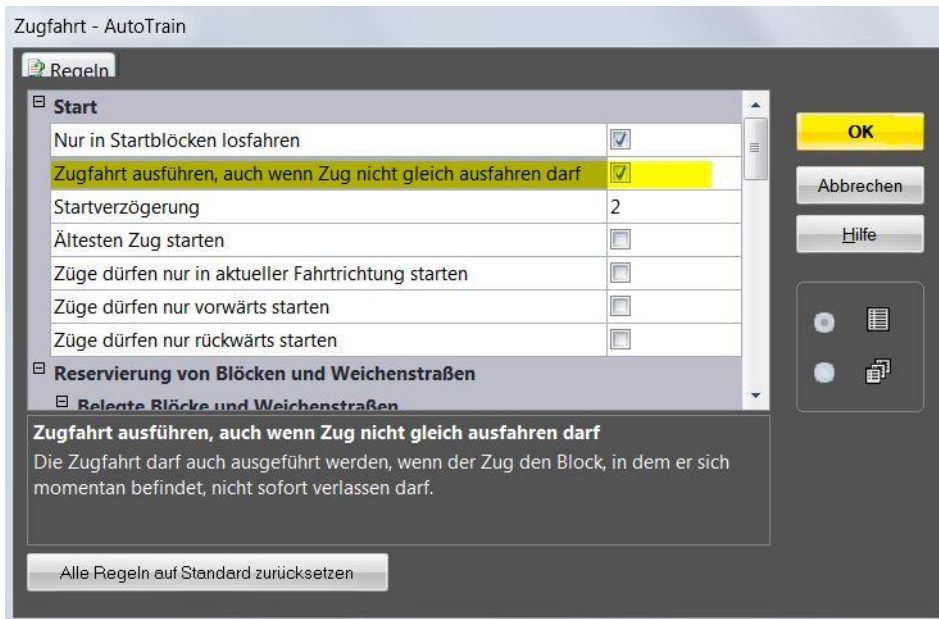 Zugfahrt - AutoTrain
Regeln
Start
Nur in Startblöcken losfahren
Zugfahrt ausführen, auch wenn Zug nicht gleich ausfahren darf
Startverzögerung 2
Ältesten Zug starten
Züge dürfen nur in aktueller Fahrtrichtung starten
Züge dürfen nur vorwärts starten
Züge dürfen nur rückwärts starten
Reservierung von Blöcken und Weichenstraßen
Belegte Blöcke und Weichenstraßen
OK
Abbrechen
Hilfe
Zugfahrt ausführen, auch wenn Zug nicht gleich ausfahren darf
Die Zugfahrt darf auch ausgeführt werden, wenn der Zug den Block, in dem er sich
momentan befindet, nicht sofort verlassen darf.
Alle Regeln auf Standard zurücksetzen